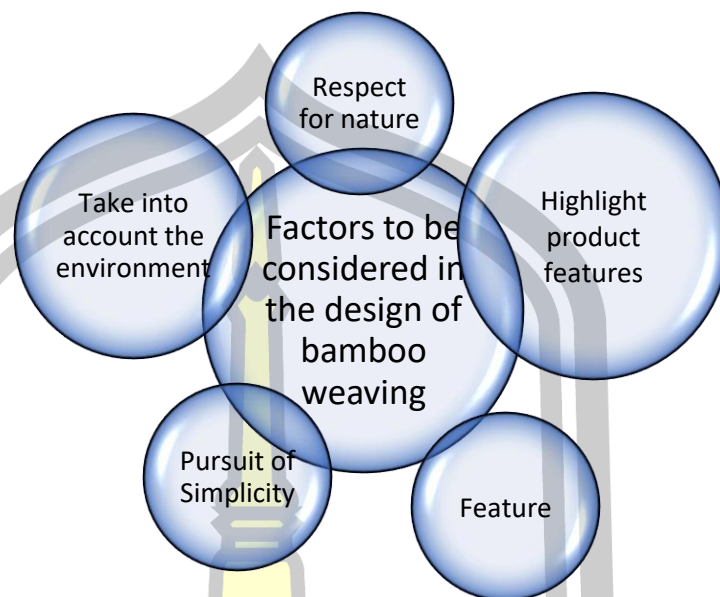 Respect
for nature
Take into
account the
environment
Highlight
product
features
Factors to be
considered in
the design of
bamboo
weaving
Pursuit of
Simplicity
Feature